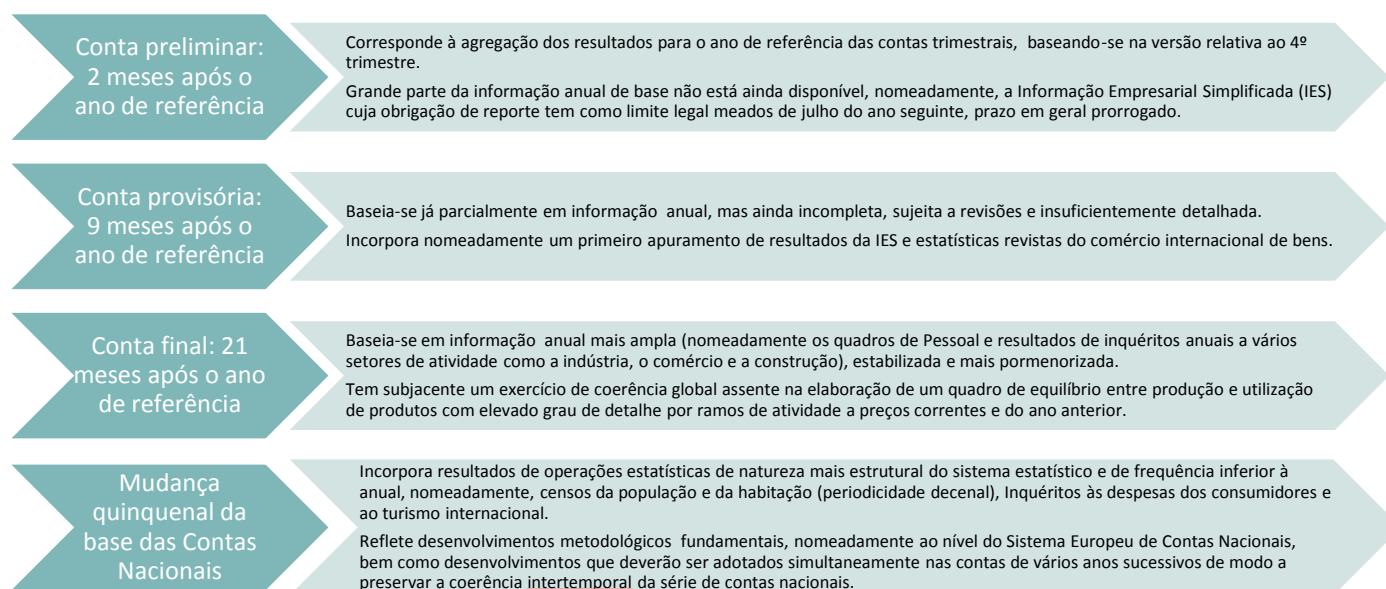 Conta preliminar:
2 meses após o
ano de referência
Corresponde à agregação dos resultados para o ano de referência das contas trimestrais, baseando-se na versão relativa ao 4º
trimestre.
Grande parte da informação anual de base não está ainda disponível, nomeadamente, a Informação Empresarial Simplificada (IES)
cuja obrigação de reporte tem como limite legal meados de julho do ano seguinte, prazo em geral prorrogado.
Conta provisória:
9 meses após o
ano de referência
Baseia-se já parcialmente em informação anual, mas ainda incompleta, sujeita a revisões e insuficientemente detalhada.
Incorpora nomeadamente um primeiro apuramento de resultados da IES e estatísticas revistas do comércio internacional de bens.
Conta final: 21
meses após o ano
de referência
Baseia-se em informação anual mais ampla (nomeadamente os quadros de Pessoal e resultados de inquéritos anuais a vários
setores de atividade como a indústria, o comércio e a construção), estabilizada e mais pormenorizada.
Tem subjacente um exercício de coerência global assente na elaboração de um quadro de equilíbrio entre produção e utilização
de produtos com elevado grau de detalhe por ramos de atividade a preços correntes e do ano anterior.
Mudança
quinquenal da
base das Contas
Nacionais
Incorpora resultados de operações estatísticas de natureza mais estrutural do sistema estatístico e de frequência inferior à
anual, nomeadamente, censos da população e da habitação (periodicidade decenal), Inquéritos às despesas dos consumidores e
ao turismo internacional.
Reflete desenvolvimentos metodológicos fundamentais, nomeadamente ao nível do Sistema Europeu de Contas Nacionais,
bem como desenvolvimentos que deverão ser adotados simultaneamente nas contas de vários anos sucessivos de modo a
preservar a coerência intertemporal da série de contas nacionais.